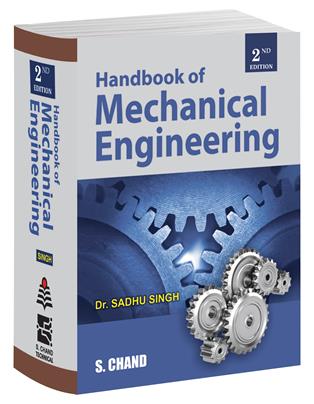 2ND
EDITION
Handbook of
Mechanical
Engineering
Dr. SADHU SINGH
S. CHAND
2ND
EDITION
Handbook of
Mechanical
Engineering
SINGH
S. CHAND
TECHNICAL